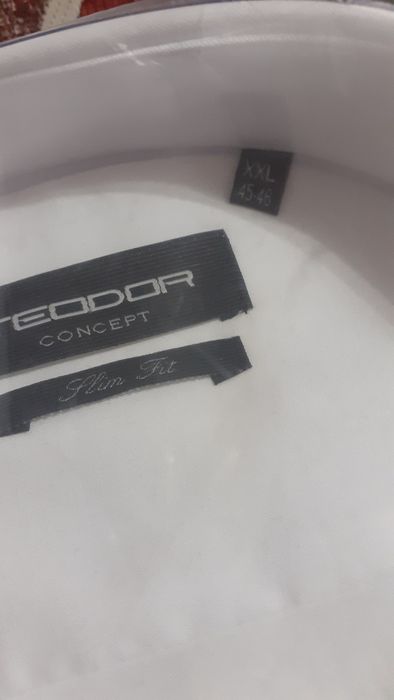 XXL
45-46
TEODOR
CONCEPT
Slim Fit